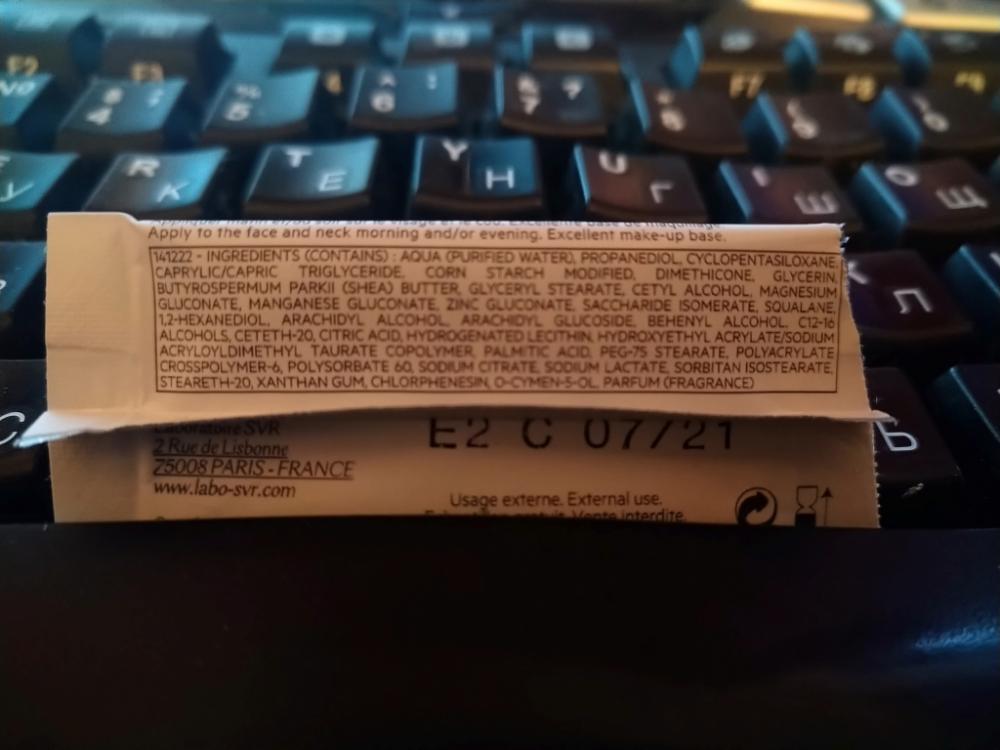 F2 F3 F7 F8
4 5 6 7 8 9 0
R K T E Y H U Г Ш O Щ
Apply to the face and neck morning and/or evening. Excellent make-up base.
141222 - INGREDIENTS (CONTAINS) : AQUA (PURIFIED WATER), PROPANEDIOL, CYCLOPENTASILOXANE,
CAPRYLIC/CAPRIC TRIGLYCERIDE, CORN STARCH MODIFIED, DIMETHICONE, GLYCERIN,
BUTYROSPERMUM PARKII (SHEA) BUTTER, GLYCERYL STEARATE, CETYL ALCOHOL, MAGNESIUM
GLUCONATE, MANGANESE GLUCONATE, ZINC GLUCONATE, SACCHARIDE ISOMERATE, SQUALANE,
1,2-HEXANEDIOL, ARACHIDYL ALCOHOL, ARACHIDYL GLUCOSIDE, BEHENYL ALCOHOL, C12-16
ALCOHOLS, CETETH-20, CITRIC ACID, HYDROGENATED LECITHIN, HYDROXYETHYL ACRYLATE/SODIUM
ACRYLOYLDIMETHYL TAURATE COPOLYMER, PALMITIC ACID, PEG-75 STEARATE, POLYACRYLATE
CROSSPOLYMER-6, POLYSORBATE 60, SODIUM CITRATE, SODIUM LACTATE, SORBITAN ISOSTEARATE,
STEARETH-20, XANTHAN GUM, CHLORPHENESIN, O-CYMEN-5-OL, PARFUM (FRAGRANCE)
K Л
Laboratoire SVR
2 Rue de Lisbonne
75008 PARIS - FRANCE
www.labo-svr.com
E2 C 07/21
Usage externe. External use.
Vente interdite.
C Ь